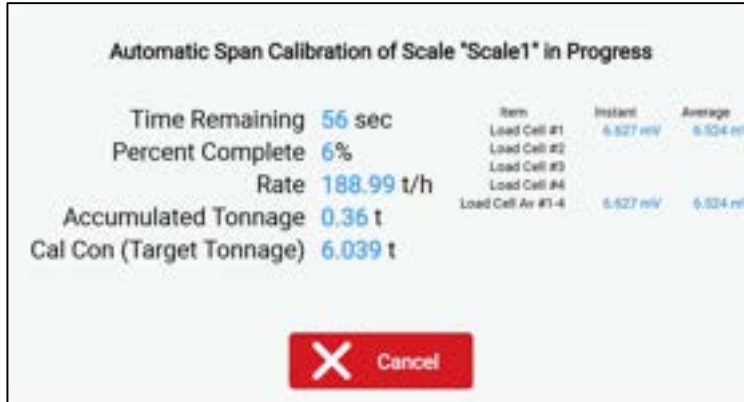 Automatic Span Calibration of Scale "Scale1" in Progress
Time Remaining 56 sec
Percent Complete 6%
Rate 188.99 t/h
Accumulated Tonnage 0.36 t
Cal Con (Target Tonnage) 6.039 t
Item Instant Average
Load Cell #1 6.627 mV 6.524
Load Cell #2
Load Cell #3
Load Cell #4
Load Cell Av #1-4 6.627 mV 6.524
Cancel